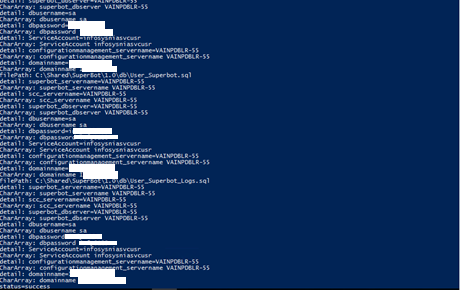 detail: superbot_dbserver=VAINPDBLR-55
CharArray: superbot_dbserver VAINPDBLR-55
detail: dbusername=sa
CharArray: dbusername sa
detail: dbpassword=
CharArray: dbpassword
detail: ServiceAccount=infosysniasvcusr
CharArray: ServiceAccount infosysniasvcusr
detail: configurationmanagement_servername=VAINPDBLR-55
CharArray: configurationmanagement_servername VAINPDBLR-55
detail: domainname=
CharArray: domainname
filePath: C:\Shared\SuperBot\1.0\db\User_Superbot.sql
detail: superbot_servername=VAINPDBLR-55
CharArray: superbot_servername VAINPDBLR-55
detail: scc_servername=VAINPDBLR-55
CharArray: scc_servername VAINPDBLR-55
detail: superbot_dbserver=VAINPDBLR-55
CharArray: superbot_dbserver VAINPDBLR-55
detail: dbusername=sa
CharArray: dbusername sa
detail: dbpassword=
CharArray: dbpassword
detail: ServiceAccount=infosysniasvcusr
CharArray: ServiceAccount infosysniasvcusr
detail: configurationmanagement_servername=VAINPDBLR-55
CharArray: configurationmanagement_servername VAINPDBLR-55
detail: domainname=
CharArray: domainname
filePath: C:\Shared\SuperBot\1.0\db\User_Superbot_Logs.sql
detail: superbot_servername=VAINPDBLR-55
CharArray: superbot_servername VAINPDBLR-55
detail: scc_servername=VAINPDBLR-55
CharArray: scc_servername VAINPDBLR-55
detail: superbot_dbserver=VAINPDBLR-55
CharArray: superbot_dbserver VAINPDBLR-55
detail: dbusername=sa
CharArray: dbusername sa
detail: dbpassword=
CharArray: dbpassword
detail: ServiceAccount=infosysniasvcusr
CharArray: ServiceAccount infosysniasvcusr
detail: configurationmanagement_servername=VAINPDBLR-55
CharArray: configurationmanagement_servername VAINPDBLR-55
detail: domainname=
CharArray: domainname
status=success